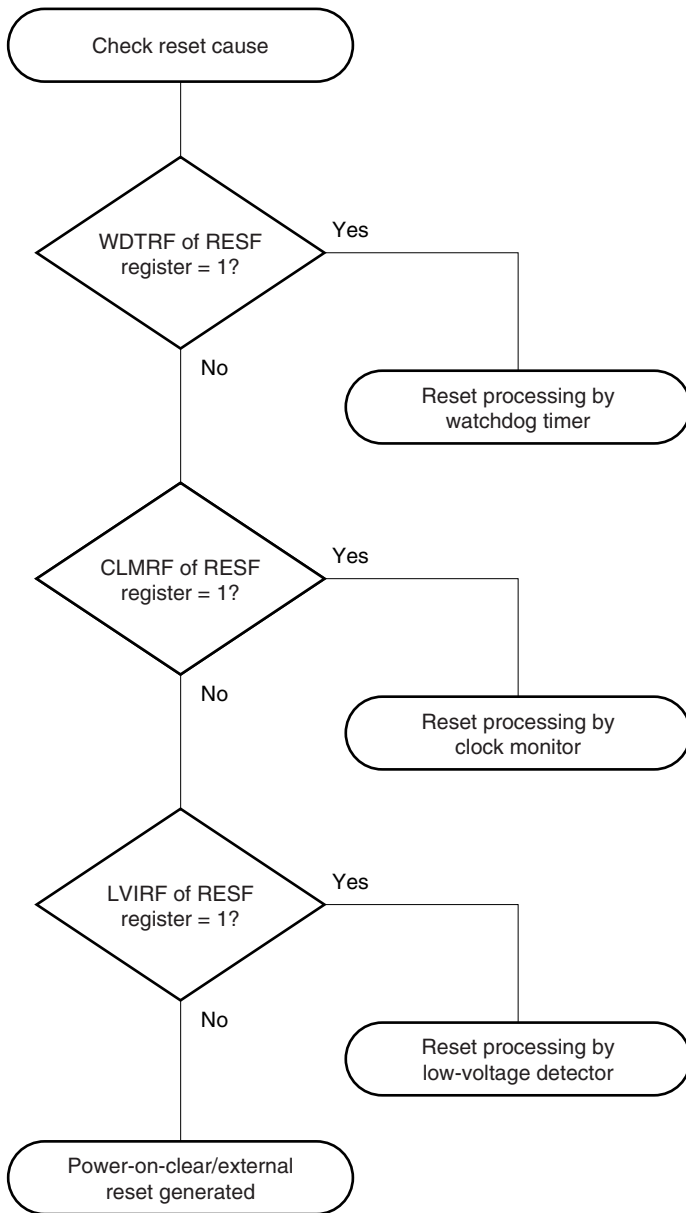 Check reset cause
WDTRF of RESF
register = 1?
Yes
No
Reset processing by
watchdog timer
CLMRF of RESF
register = 1?
Yes
No
Reset processing by
clock monitor
LVIRF of RESF
register = 1?
Yes
No
Reset processing by
low-voltage detector
Power-on-clear/external
reset generated